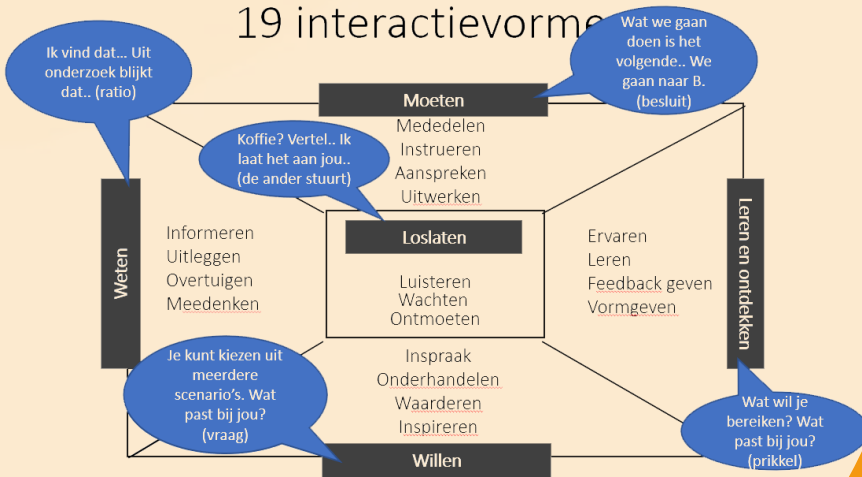 19 interactievorme
Ik vind dat... Uit
onderzoek blijkt
dat.. (ratio)
Wat we gaan
doen is het
volgende.. We
gaan naar B.
(besluit)
Moeten
Mededelen
Instrueren
Aanspreken
Uitwerken
Koffie? Vertel.. Ik
laat het aan jou..
(de ander stuurt)
Weten
Informeren
Uitleggen
Overtuigen
Meedenken
Loslaten
Luisteren
Wachten
Ontmoeten
Ervaren
Leren
Feedback geven
Vormgeven
Leren en ontdekken
Je kunt kiezen uit
meerdere
scenario's. Wat
past bij jou?
(vraag)
Inspraak
Onderhandelen
Waarderen
Inspireren
Willen
Wat wil je
bereiken? Wat
past bij jou?
(prikkel)